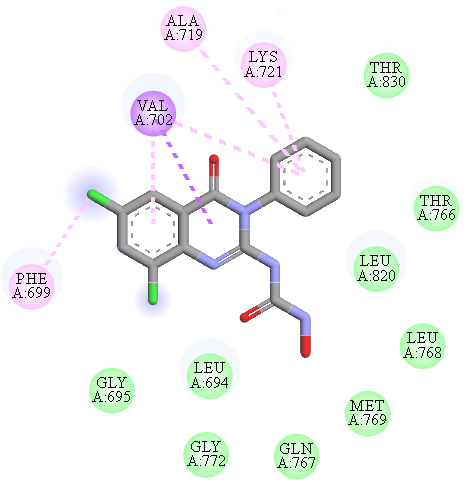 ALA
A:719
LYS
A:721
THR
A:830
VAL
A:702
THR
A:766
LEU
A:820
PHE
A:699
LEU
A:768
LEU
A:694
GLY
A:695
MET
A:769
GLY
A:772
GLN
A:767